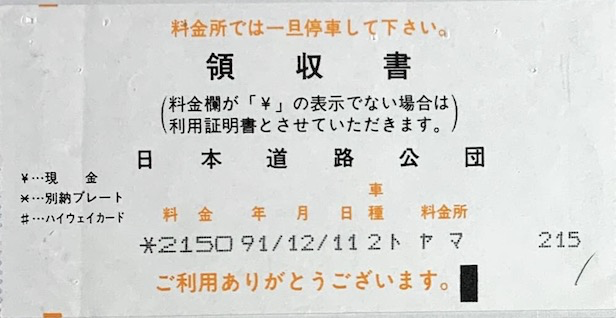 料金所では一旦停車して下さい。
領収書
(料金欄が「¥」の表示でない場合は
利用証明書とさせていただきます。)
日本道路公団
¥…現 金
*…別納プレート
#…ハイウェイカード
料金 年 月 日 車種 料金所
*2150 91/12/11 2ト ヤマ 215
ご利用ありがとうございます。